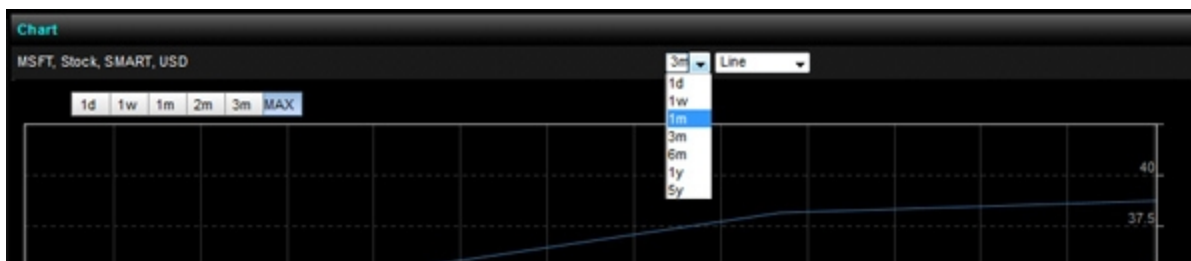 Chart
MSFT, Stock, SMART, USD
3m Line
1d
1w
1m
3m
6m
1y
5y
1d 1w 1m 2m 3m MAX
40
37.5